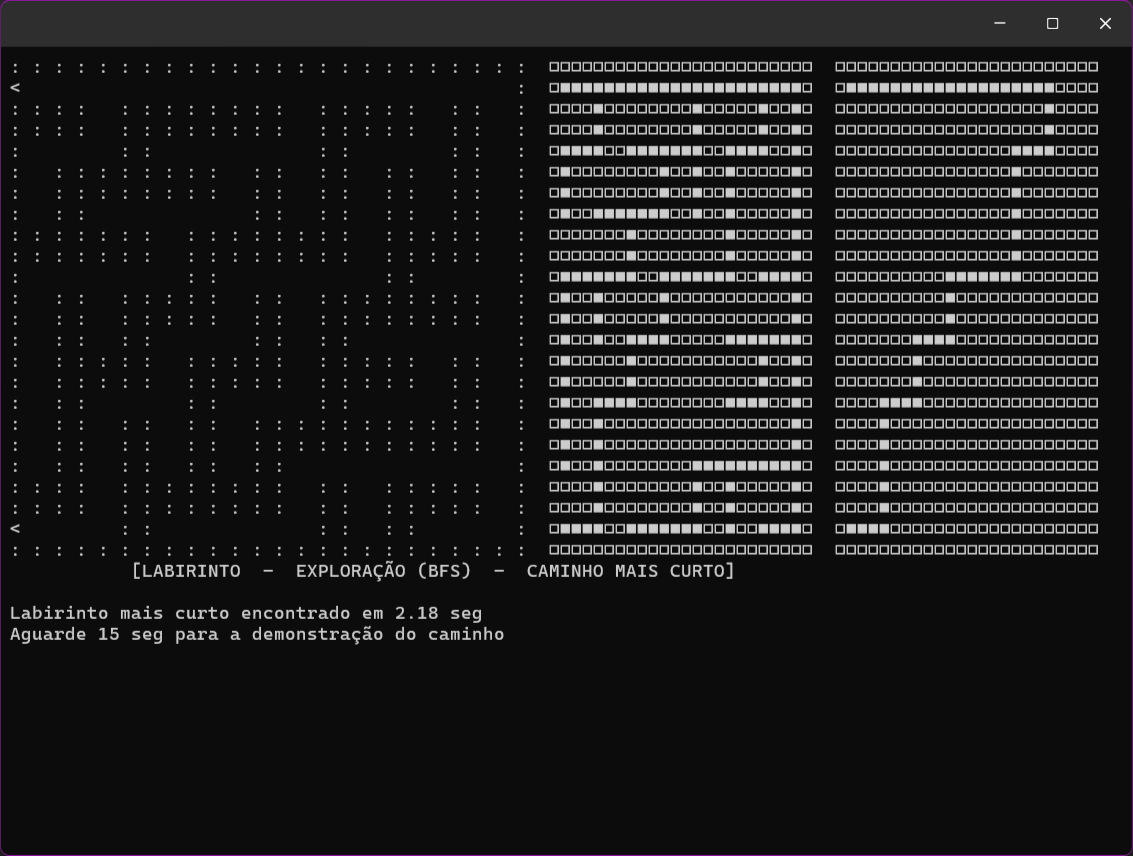 [LABIRINTO  –  EXPLORAÇÃO (BFS)  –  CAMINHO MAIS CURTO]
Labirinto mais curto encontrado em 2.18 seg
Aguarde 15 seg para a demonstração do caminho